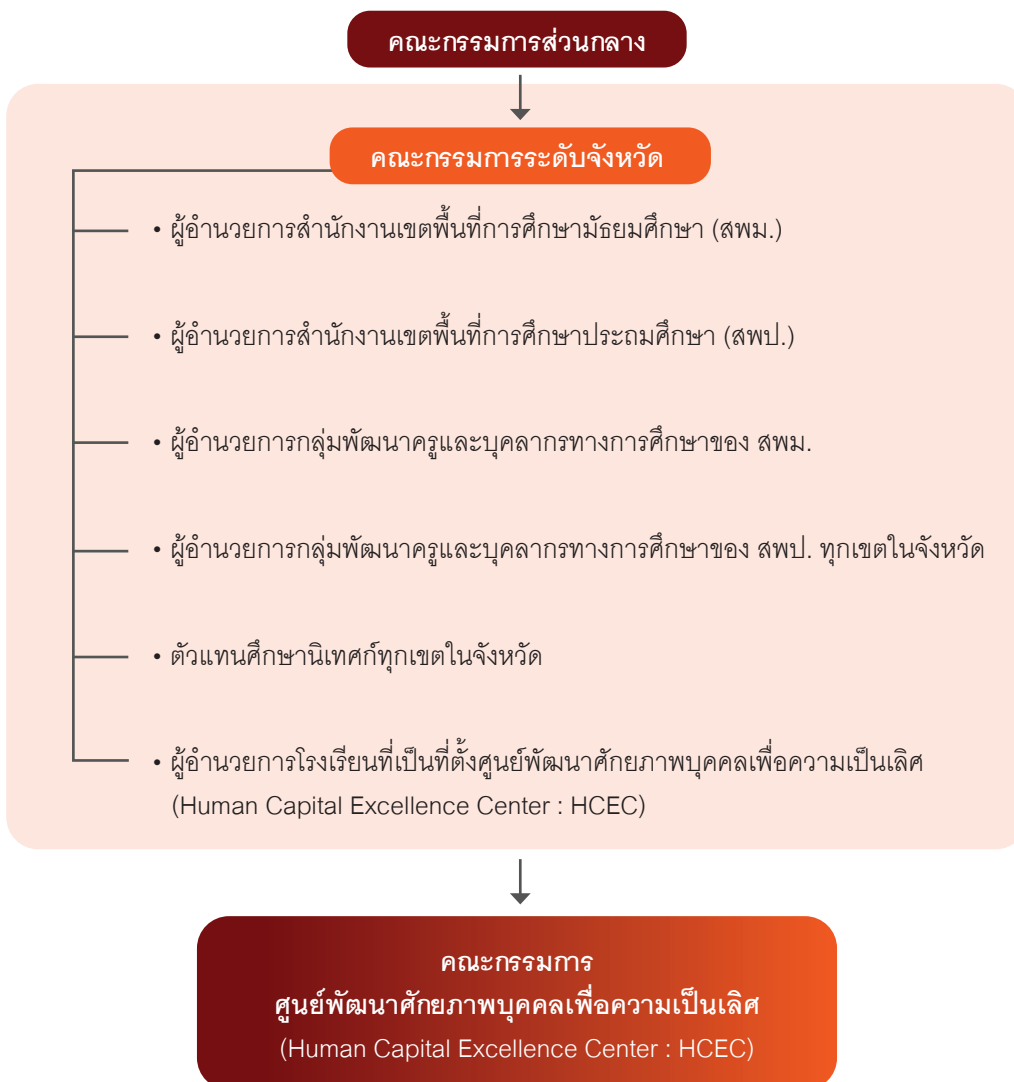 คณะกรรมการส่วนกลาง
คณะกรรมการระดับจังหวัด
• ผู้อำนวยการสำนักงานเขตพื้นที่การศึกษามัธยมศึกษา (สพม.)
• ผู้อำนวยการสำนักงานเขตพื้นที่การศึกษาประถมศึกษา (สพป.)
• ผู้อำนวยการกลุ่มพัฒนาครูและบุคลากรทางการศึกษาของ สพม.
• ผู้อำนวยการกลุ่มพัฒนาครูและบุคลากรทางการศึกษาของ สพป. ทุกเขตในจังหวัด
• ตัวแทนศึกษานิเทศก์ทุกเขตในจังหวัด
• ผู้อำนวยการโรงเรียนที่เป็นที่ตั้งศูนย์พัฒนาศักยภาพบุคคลเพื่อความเป็นเลิศ
(Human Capital Excellence Center : HCEC)
คณะกรรมการ
ศูนย์พัฒนาศักยภาพบุคคลเพื่อความเป็นเลิศ
(Human Capital Excellence Center : HCEC)